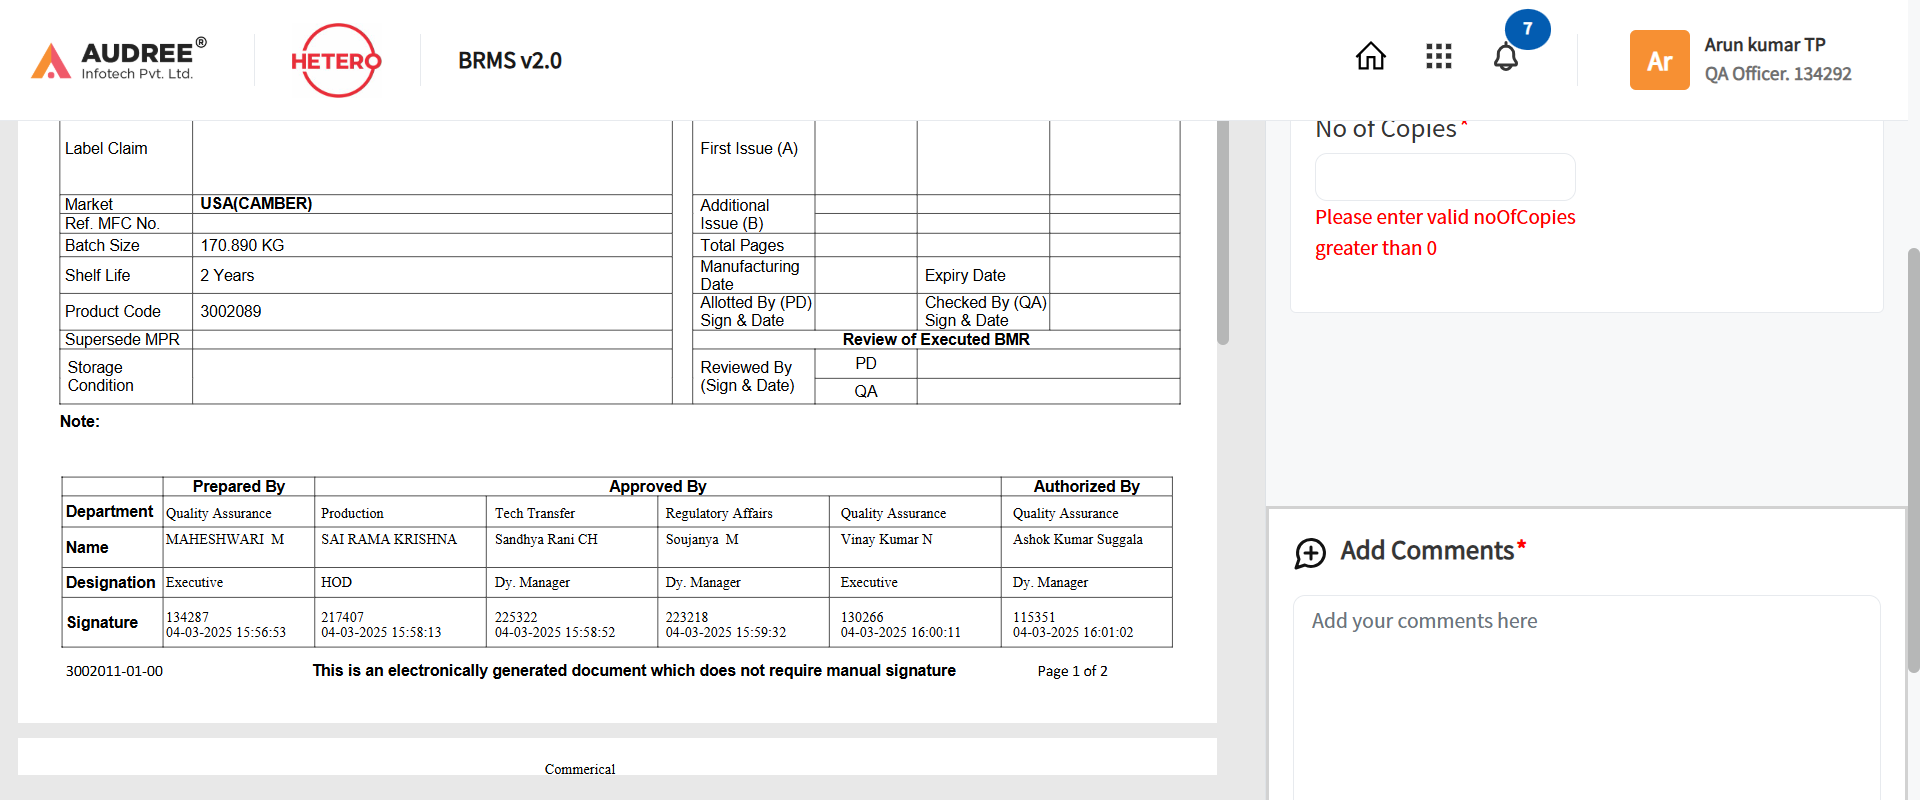 AUDREE®
Infotech Pvt. Ltd.
HETERO
BRMS v2.0
7
Ar
Arun kumar TP
QA Officer. 134292
Label Claim
First Issue (A)
Market USA(CAMBER)
Additional
Issue (B)
Ref. MFC No.
Batch Size 170.890 KG
Total Pages
Shelf Life 2 Years
Manufacturing
Date
Expiry Date
Product Code 3002089
Allotted By (PD)
Sign & Date
Checked By (QA)
Sign & Date
Supersede MPR
Review of Executed BMR
Storage
Condition
Reviewed By
(Sign & Date)
PD
QA
Note:
Prepared By Approved By Authorized By
Department Quality Assurance Production Tech Transfer Regulatory Affairs Quality Assurance Quality Assurance
Name MAHESHWARI M SAI RAMA KRISHNA Sandhya Rani CH Soujanya M Vinay Kumar N Ashok Kumar Suggala
Designation Executive HOD Dy. Manager Dy. Manager Executive Dy. Manager
Signature 134287 217407 225322 223218 130266 115351
04-03-2025 15:56:53 04-03-2025 15:58:13 04-03-2025 15:58:52 04-03-2025 15:59:32 04-03-2025 16:00:11 04-03-2025 16:01:02
3002011-01-00 This is an electronically generated document which does not require manual signature Page 1 of 2
Commerical
No of Copies *
Please enter valid noOfCopies
greater than 0
Add Comments*
Add your comments here